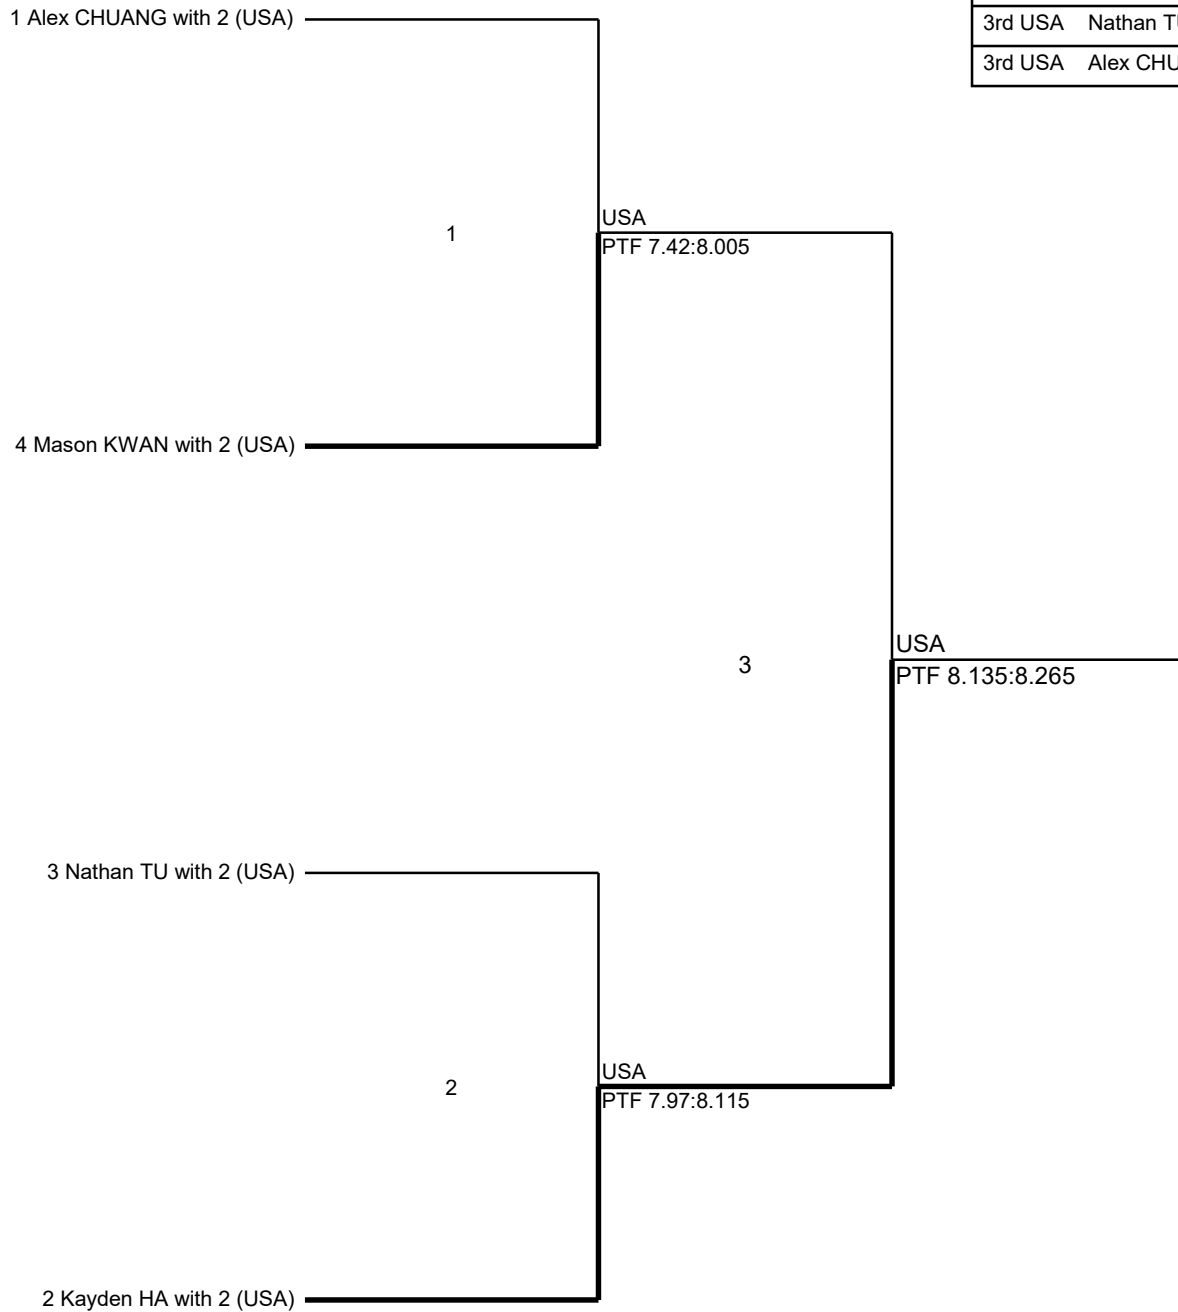 1 Alex CHUANG with 2 (USA)
3rd USA Nathan
3rd USA Alex
USA
1
PTF 7.42:8.005
4 Mason KWAN with 2 (USA)
USA
3
PTF 8.135:8.265
3 Nathan TU with 2 (USA)
USA
2
PTF 7.97:8.115
2 Kayden HA with 2 (USA)